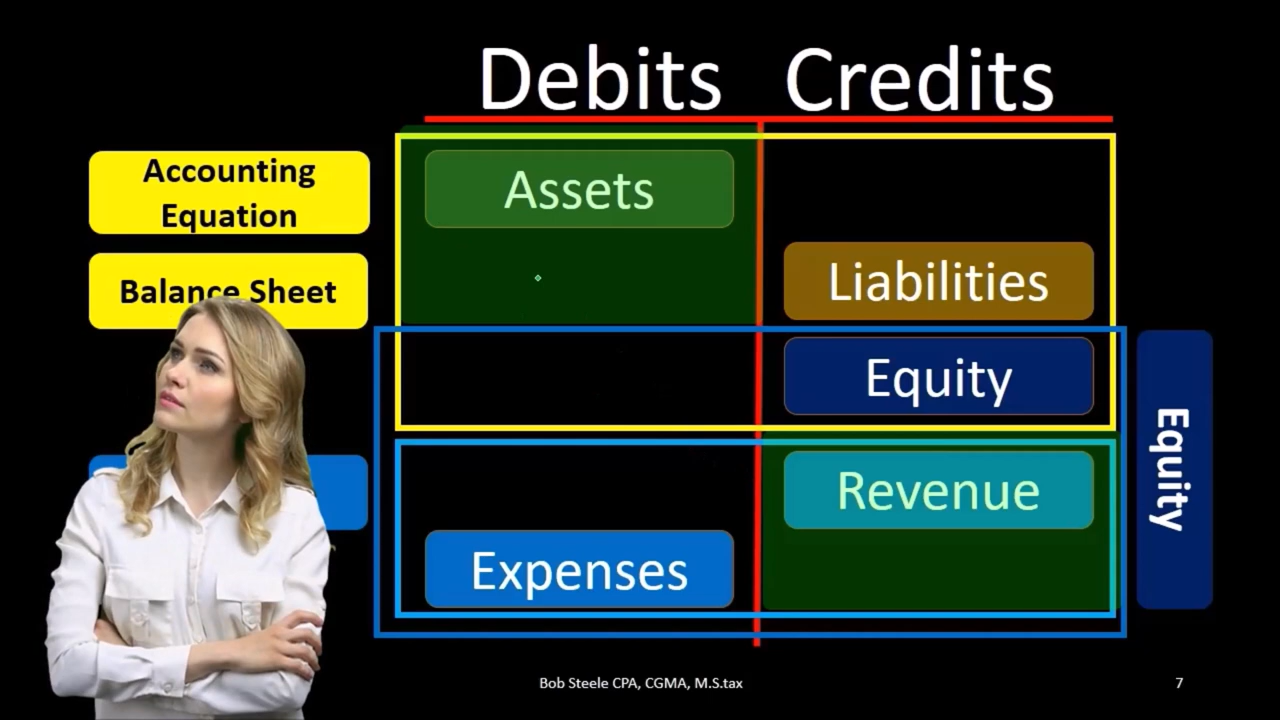 Debits Credits
Accounting
Equation
Assets
Balance Sheet
Liabilities
Equity
Equity
Revenue
Expenses
Bob Steele CPA, CGMA, M.S.tax
7